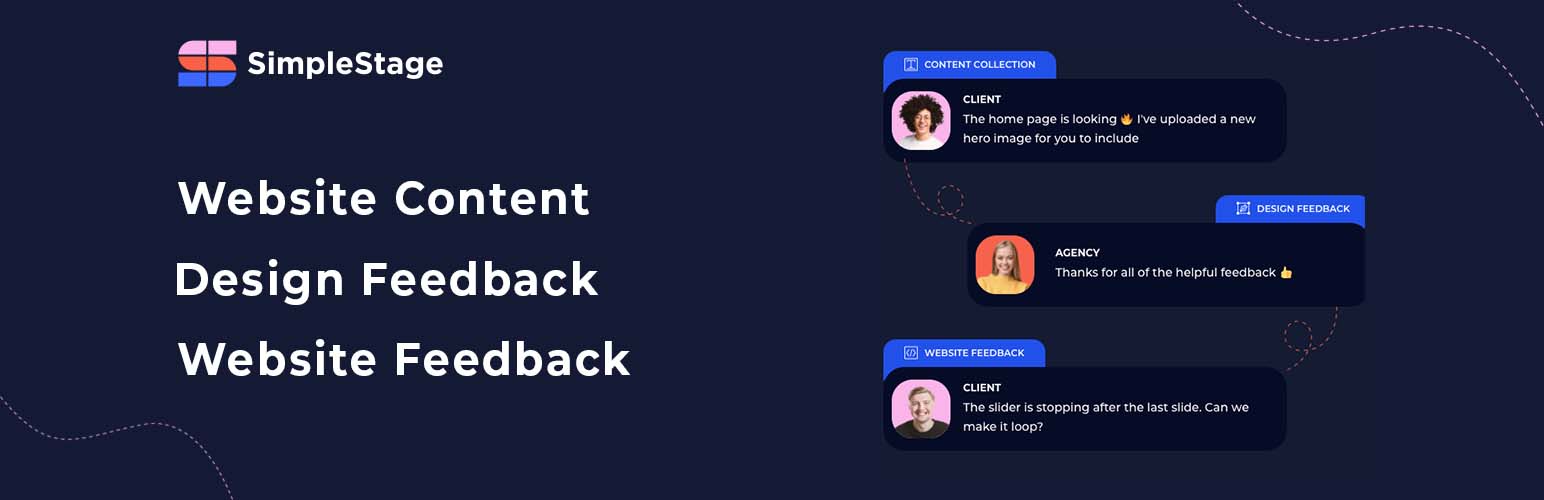 SimpleStage
Website Content
Design Feedback
Website Feedback
CONTENT COLLECTION
CLIENT
The home page is looking 🔥 I've uploaded a new
hero image for you to include
DESIGN FEEDBACK
AGENCY
Thanks for all of the helpful feedback 👍
WEBSITE FEEDBACK
CLIENT
The slider is stopping after the last slide. Can we
make it loop?